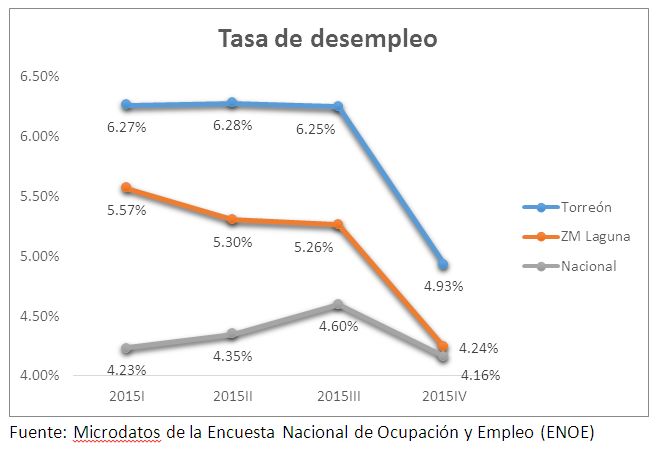 Tasa de desempleo
6.50%
6.00%
5.50%
5.00%
4.50%
4.00%
6.27%
6.28%
6.25%
4.93%
5.57%
5.30%
5.26%
4.24%
4.23%
4.35%
4.60%
4.16%
2015I
2015II
2015III
2015IV
Torreón
ZM Laguna
Nacional
Fuente: Microdatos de la Encuesta Nacional de Ocupación y Empleo (ENOE)